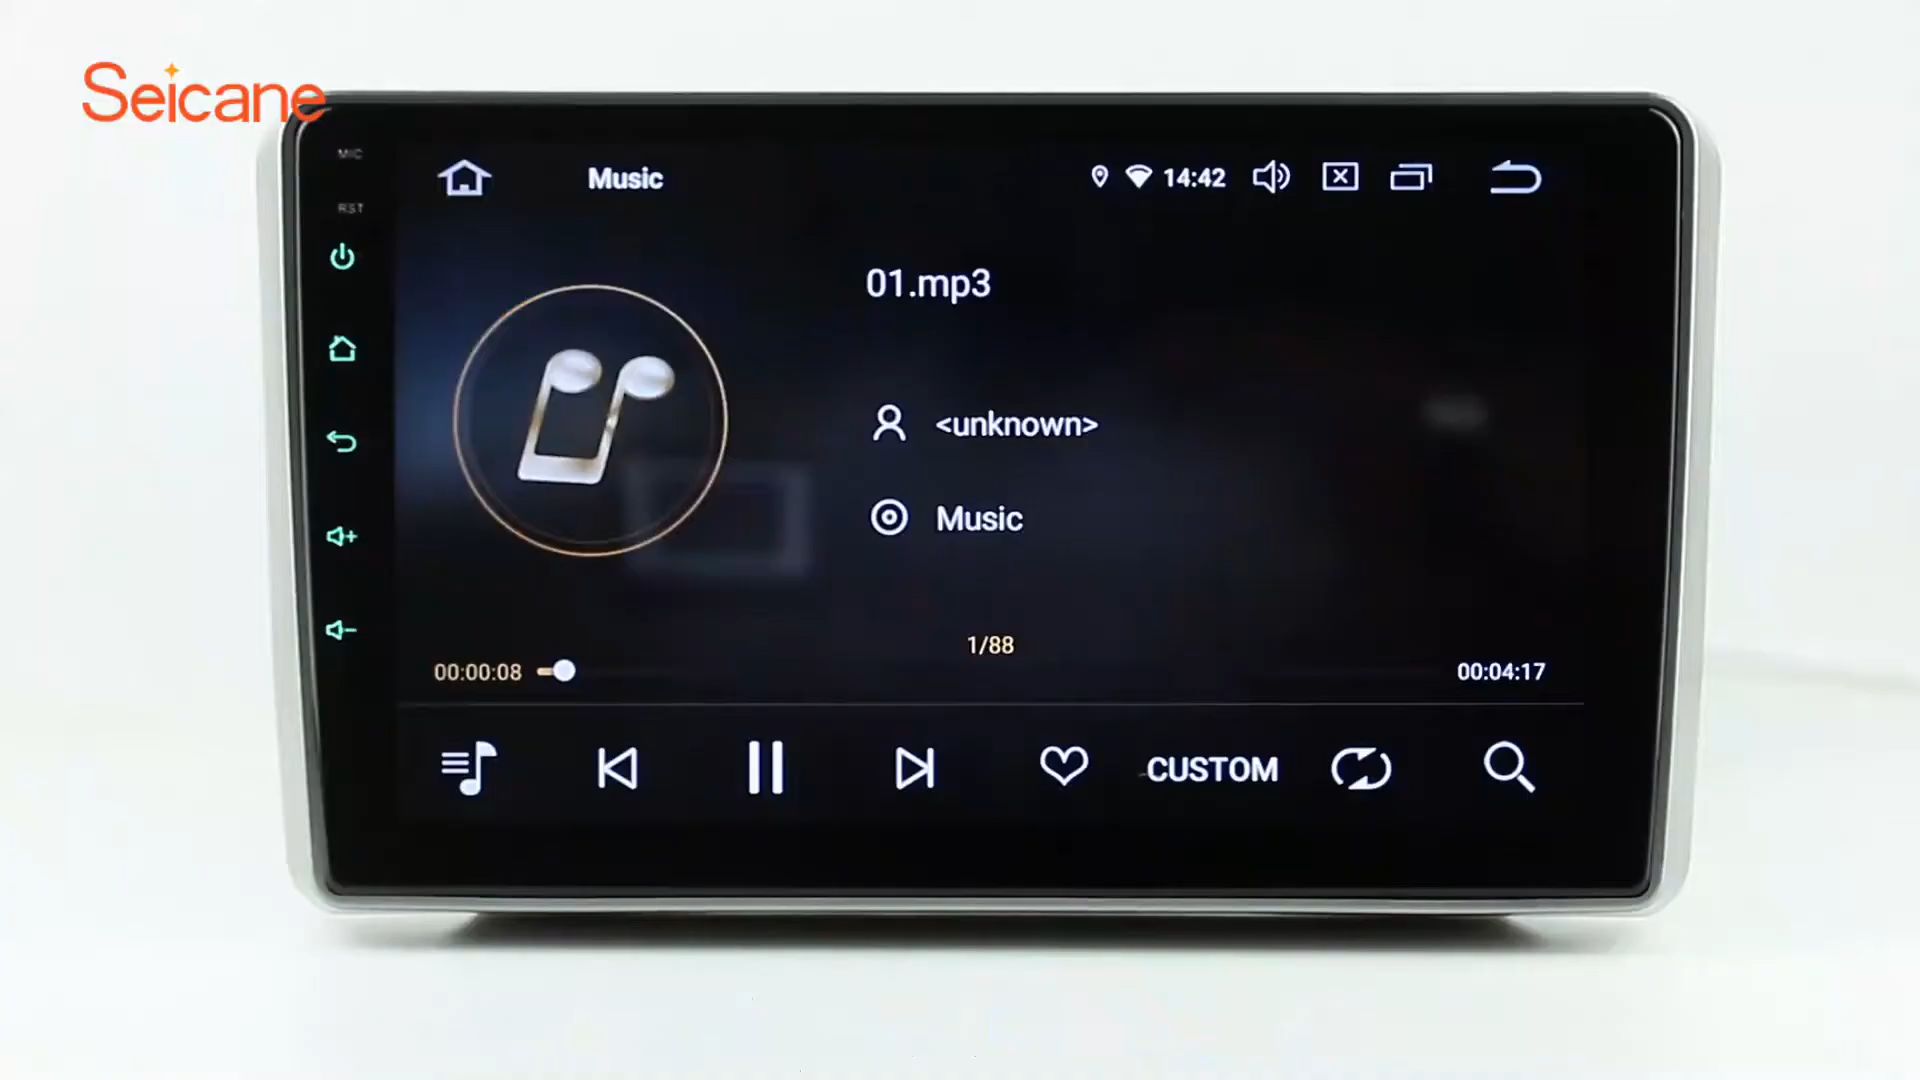 Seicane
MIC
RST
Music
14:42
01.mp3
<unknown>
Music
1/88
00:00:08
00:04:17
CUSTOM